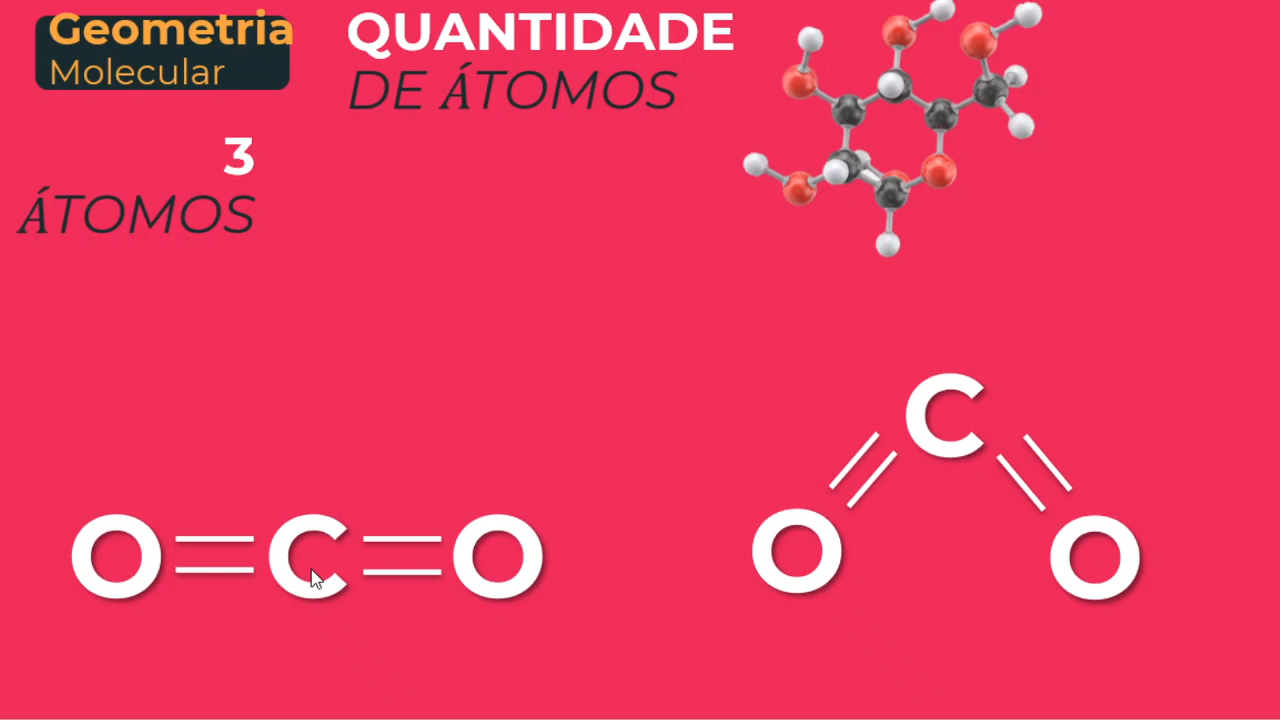 Geometria
Molecular
QUANTIDADE
DE ÁTOMOS
3
ÁTOMOS
O=C=O
C
O O